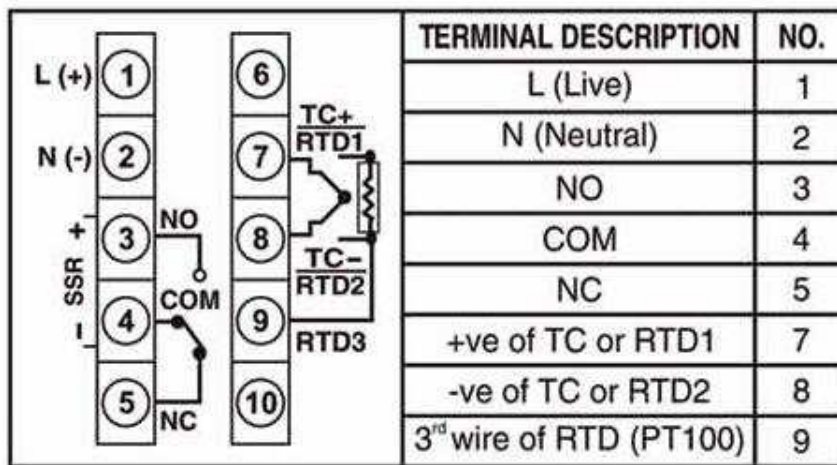 L (+) 1
N (-) 2
+ 3 NO
SSR
COM
- 4
5 NC
6
TC+
RTD1
7
8
TC-
RTD2
9 RTD3
10
TERMINAL DESCRIPTION NO.
L (Live) 1
N (Neutral) 2
NO 3
COM 4
NC 5
+ve of TC or RTD1 7
-ve of TC or RTD2 8
3rd wire of RTD (PT100) 9